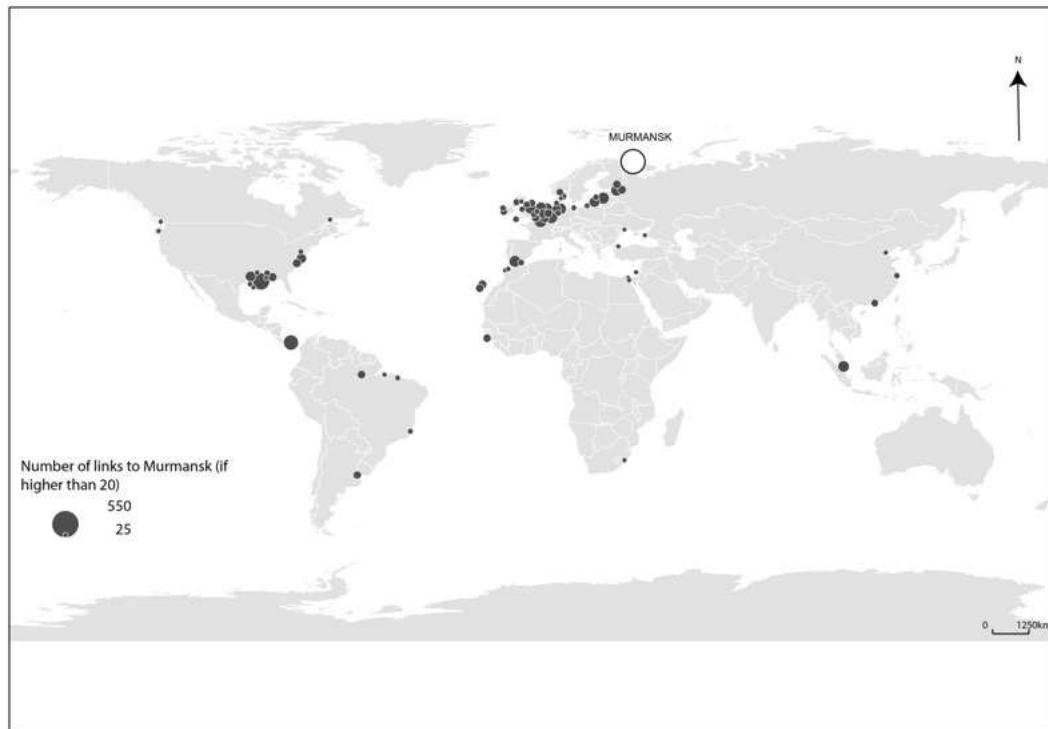 N
MURMANSK
Number of links to Murmansk (if
higher than 20)
550
25
0 1250km